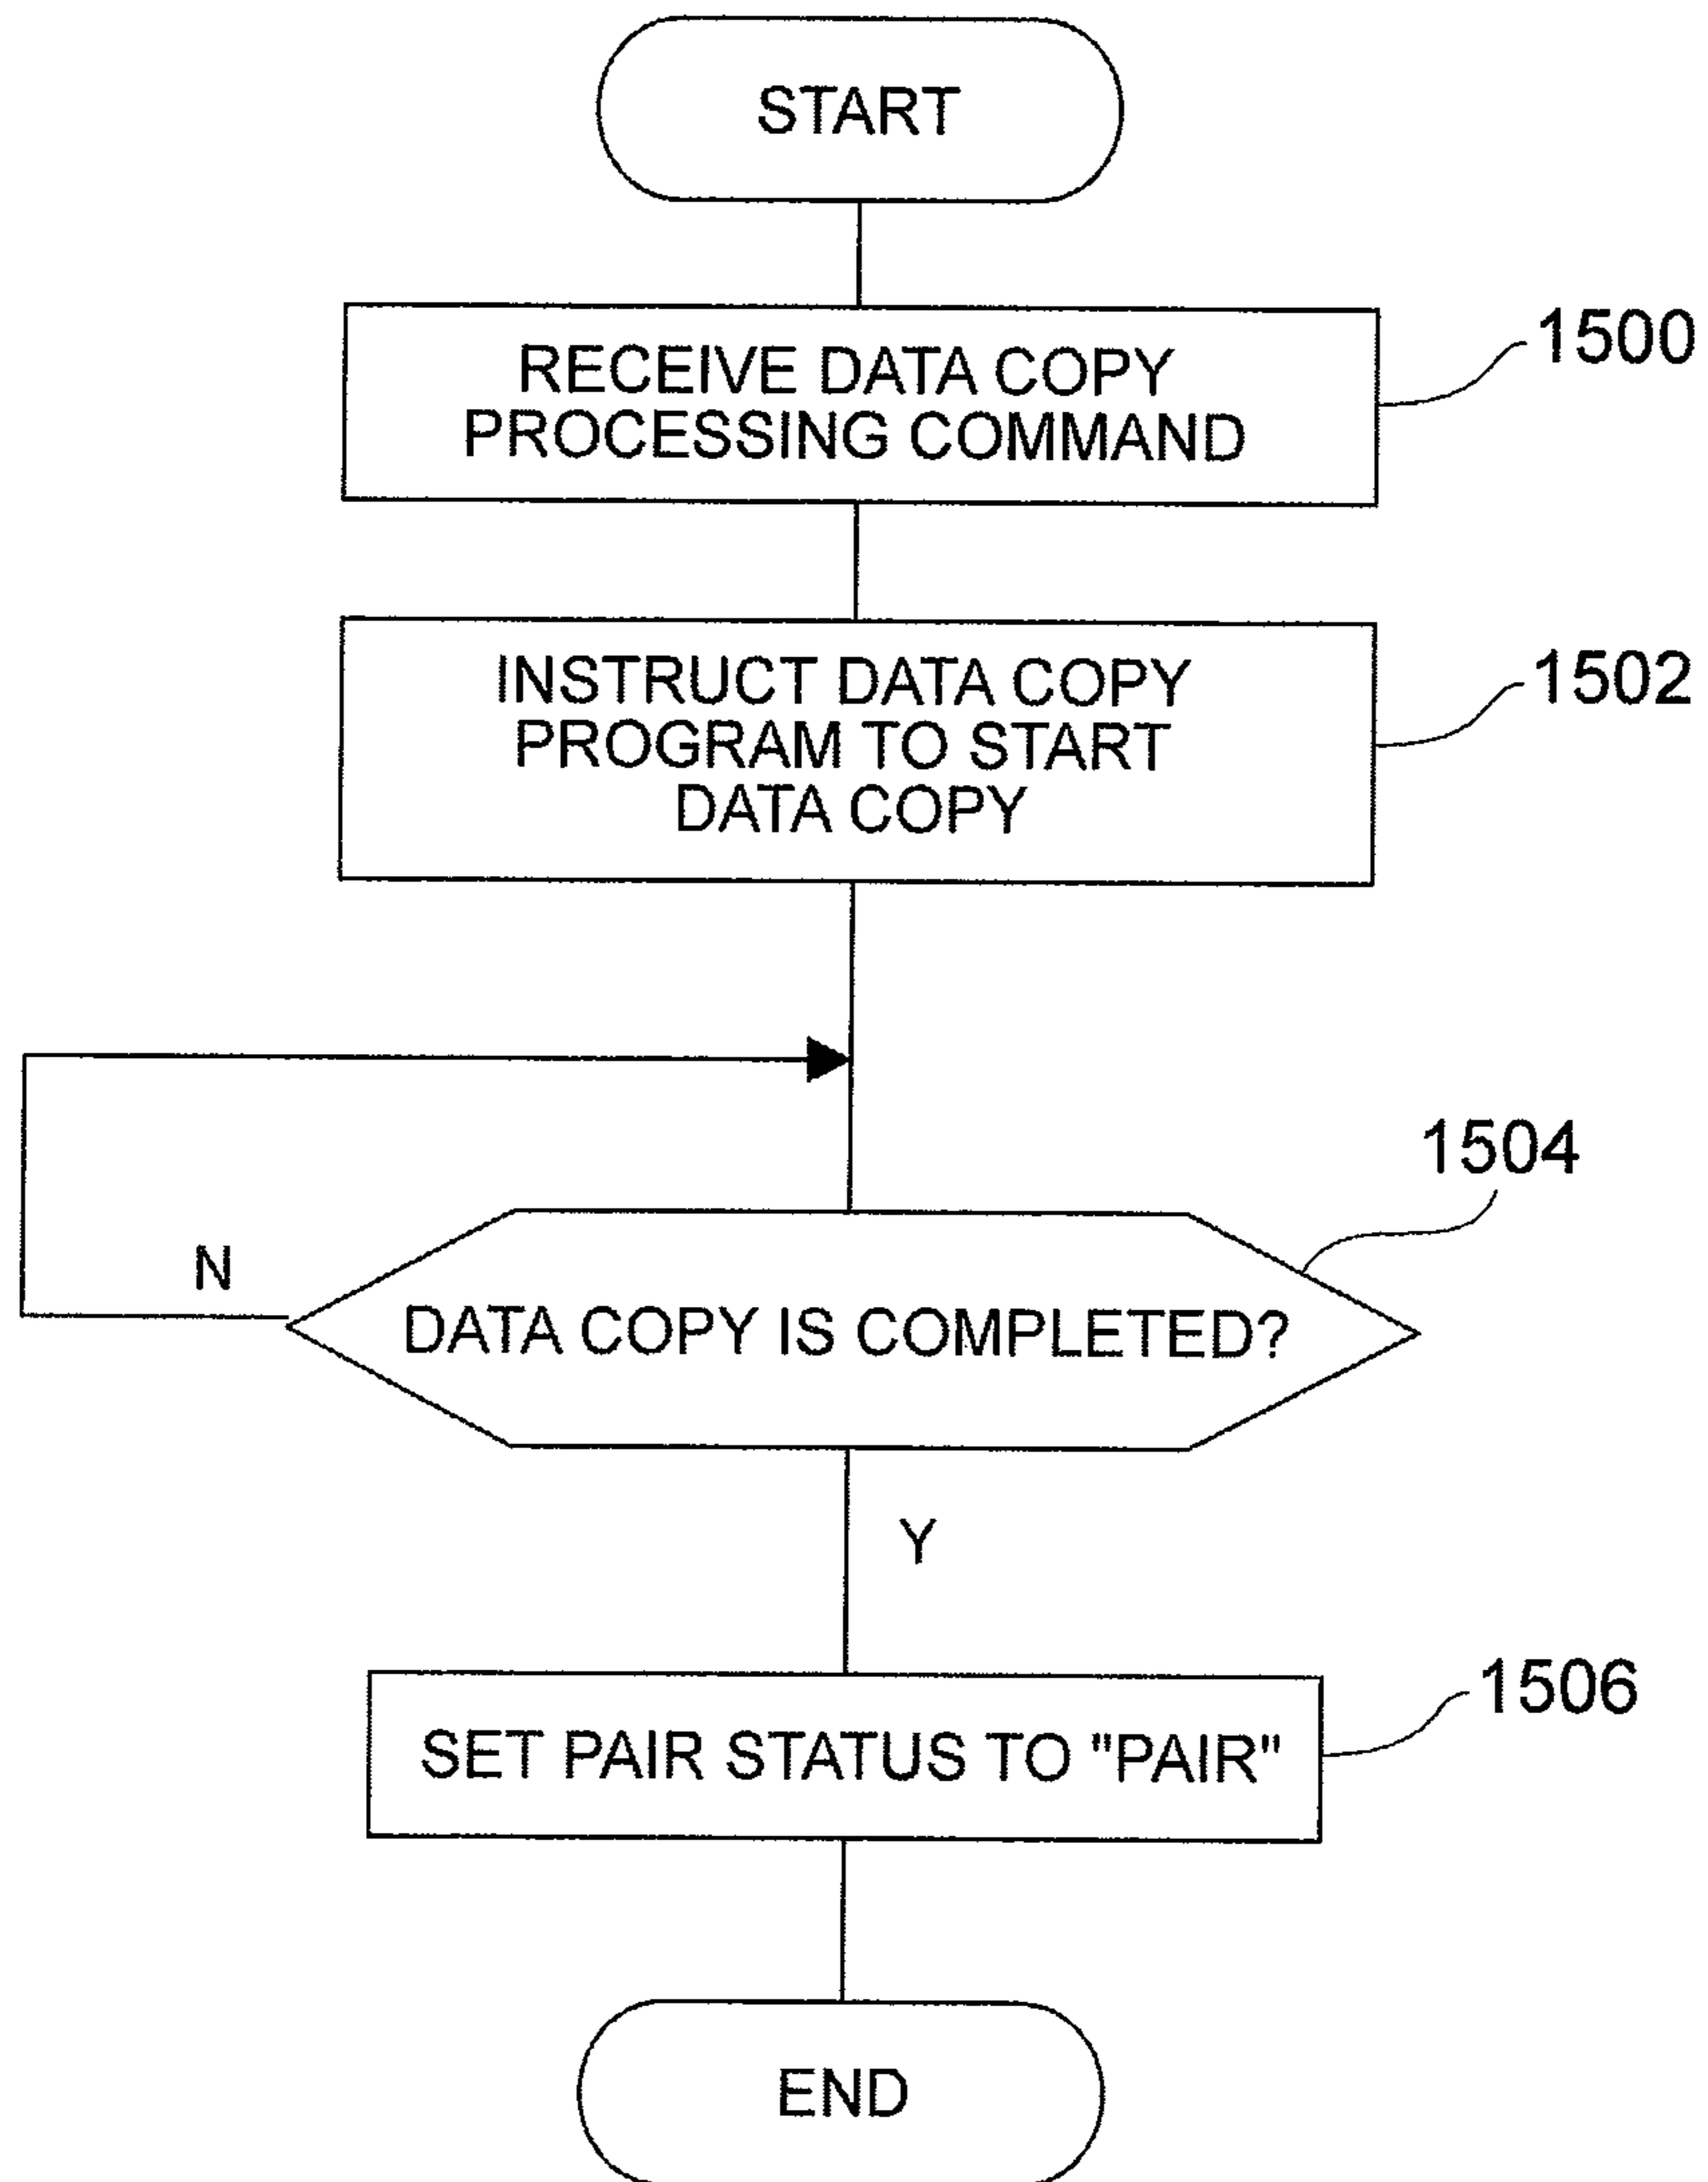 START
RECEIVE DATA COPY
PROCESSING COMMAND
1500
INSTRUCT DATA COPY
PROGRAM TO START
DATA COPY
1502
1504
N
DATA COPY IS COMPLETED?
Y
SET PAIR STATUS TO "PAIR"
1506
END